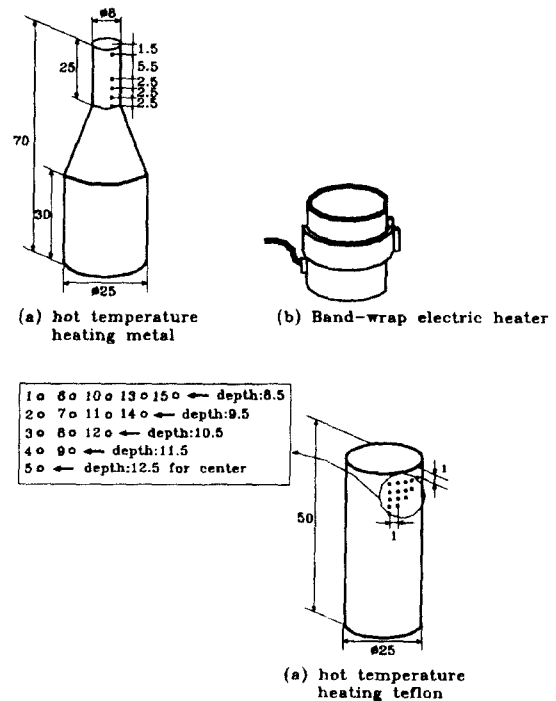 ø8
1.5
5.5
2.5
2.5
2.5
2.5
25
70
30
ø25
(a) hot temperature
heating metal
(b) Band-wrap electric heater
1 o 6 o 10 o 13 o 15 o ← depth:8.5
2 o 7 o 11 o 14 o ← depth:9.5
3 o 8 o 12 o ← depth:10.5
4 o 9 o ← depth:11.5
5 o ← depth:12.5 for center
1
50
1
ø25
(a) hot temperature
heating teflon